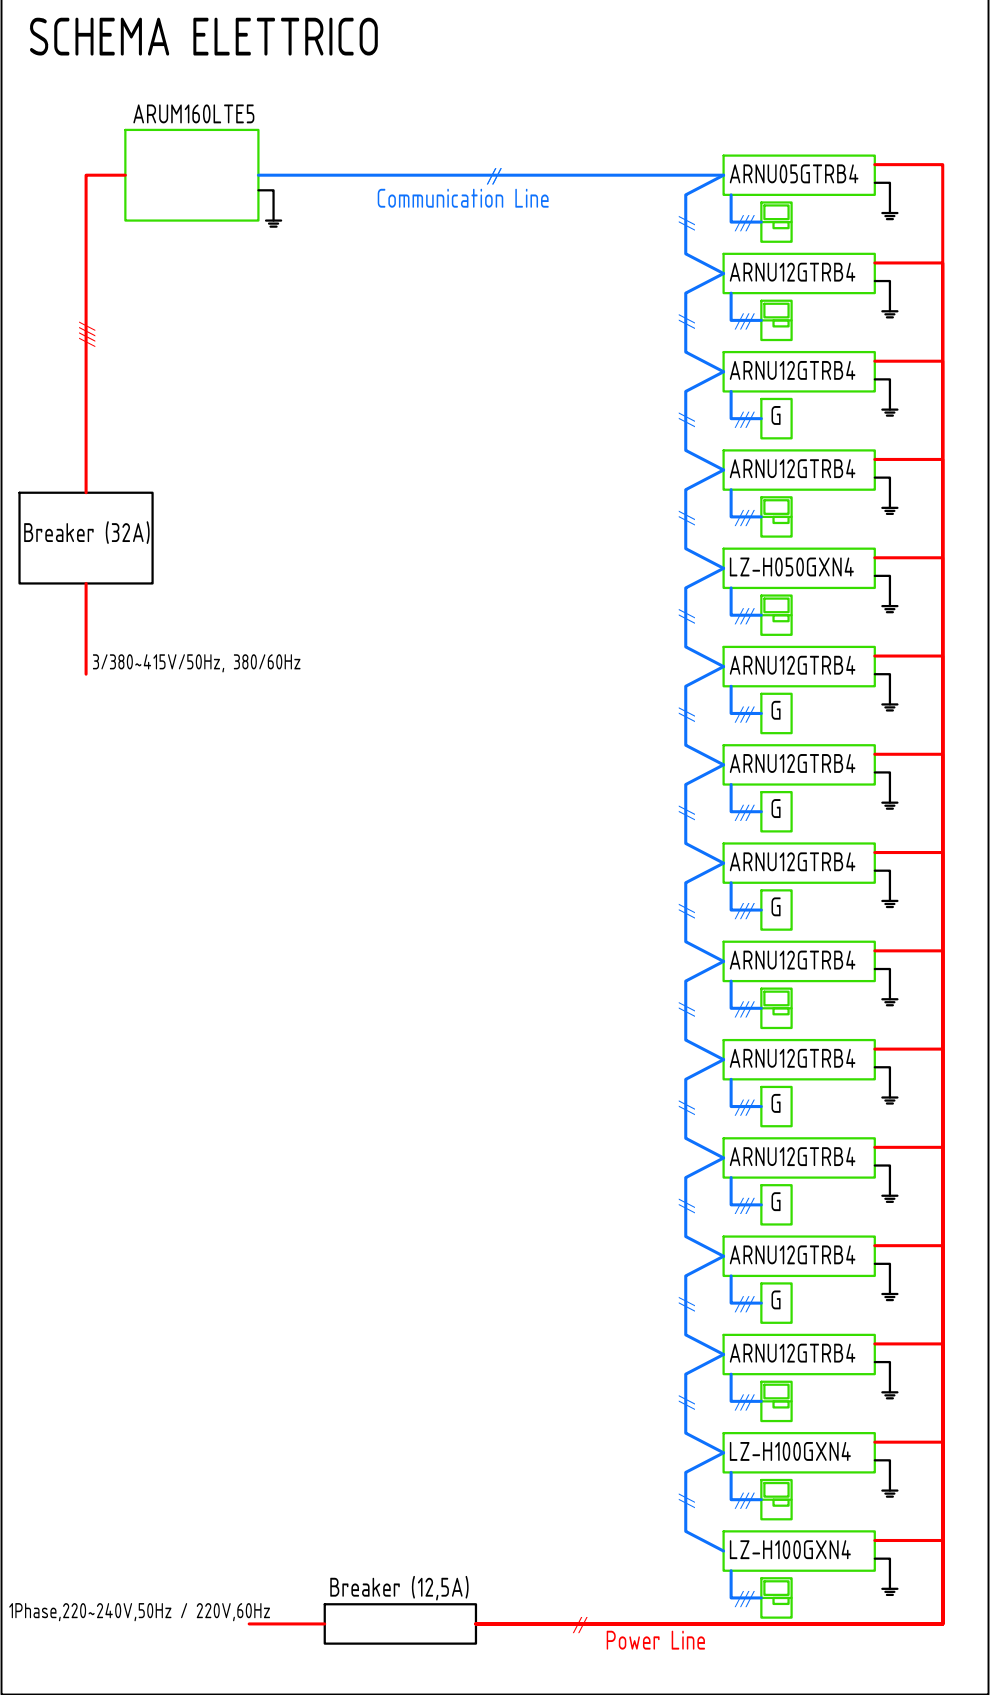 SCHEMA ELETTRICO
ARUM160LTE5
Communication Line
ARNU05GTRB4
ARNU12GTRB4
ARNU12GTRB4
G
ARNU12GTRB4
Breaker (32A)
LZ-H050GXN4
3/380~415V/50Hz, 380/60Hz
ARNU12GTRB4
G
ARNU12GTRB4
G
ARNU12GTRB4
G
ARNU12GTRB4
ARNU12GTRB4
G
ARNU12GTRB4
G
ARNU12GTRB4
G
ARNU12GTRB4
LZ-H100GXN4
LZ-H100GXN4
Breaker (12,5A)
1Phase,220~240V,50Hz / 220V,60Hz
Power Line